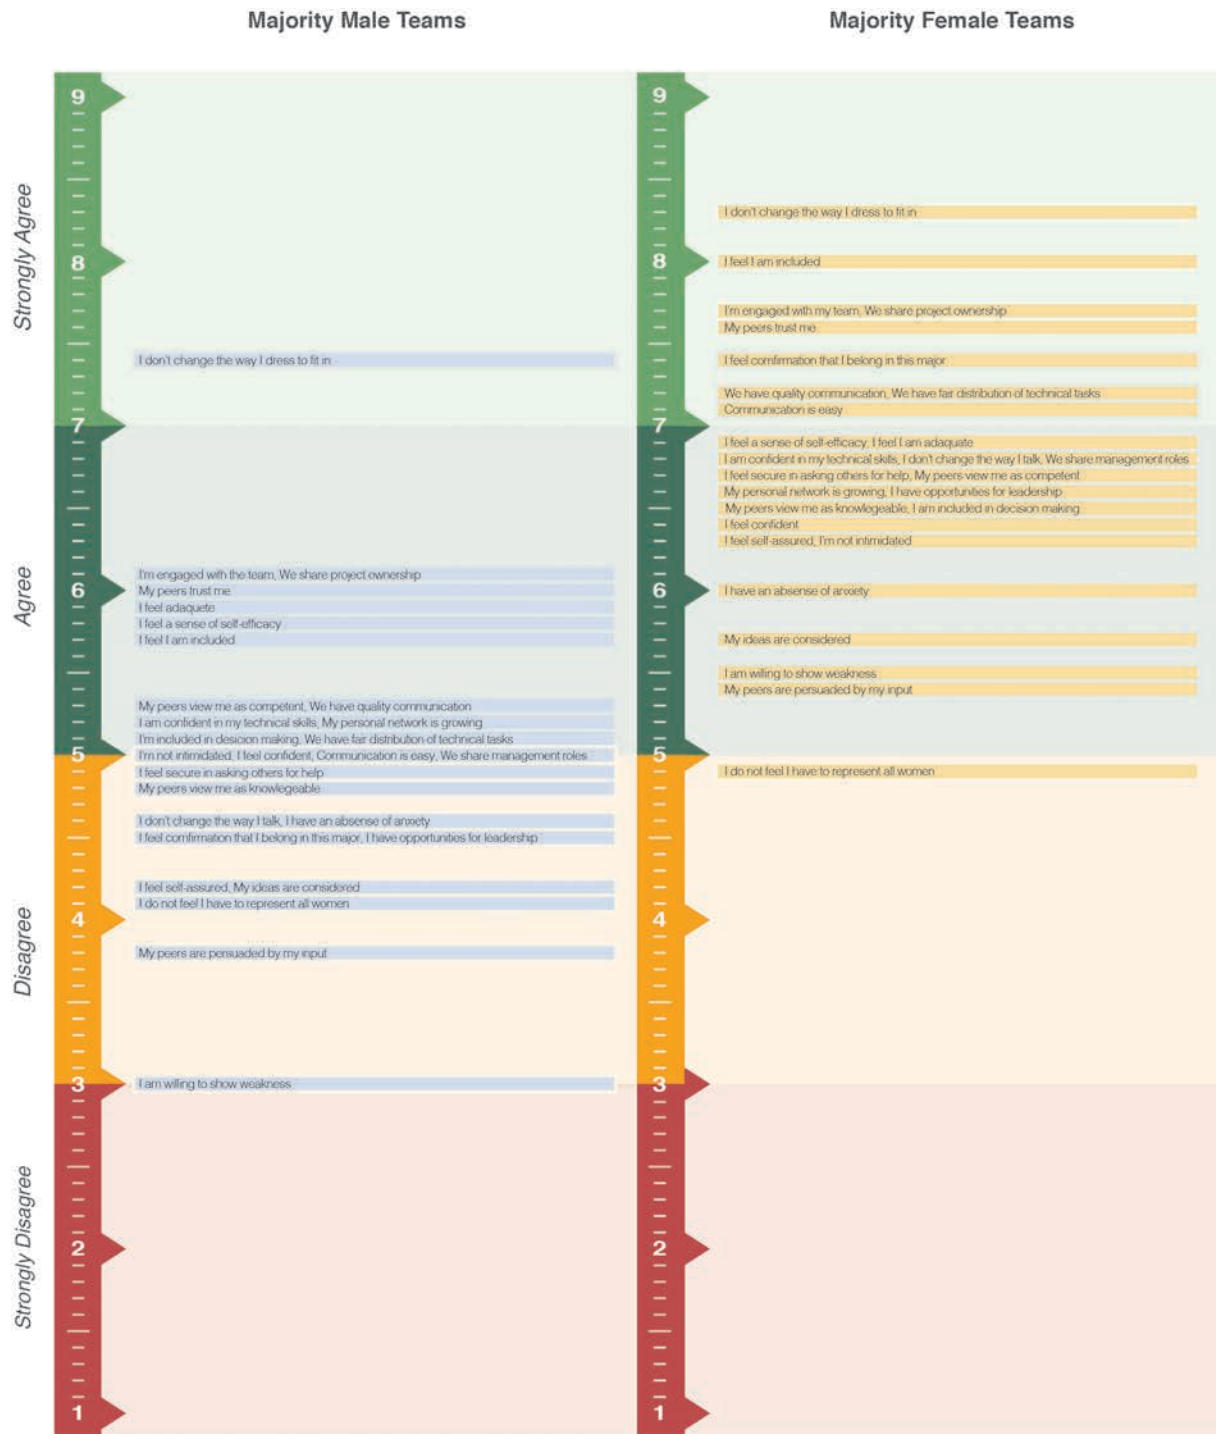 Majority Male Teams
Majority Female Teams
Strongly Agree
Agree
Disagree
Strongly Disagree
9
8
7
6
5
4
3
2
1
I don't change the way I dress to fit in
I'm engaged with the team, We share project ownership
My peers trust me
I feel adaquete
I feel a sense of self-efficacy
I feel I am included
My peers view me as competent, We have quality communication
I am confident in my technical skills, My personal network is growing
I'm included in desicion making, We have fair distribution of technical tasks
I'm not intimidated, I feel confident, Communication is easy, We share management roles
I feel secure in asking others for help
My peers view me as knowlegeable
I don't change the way I talk, I have an absense of anxiety
I feel comfirmation that I belong in this major, I have opportunities for leadership
I feel self-assured, My ideas are considered
I do not feel I have to represent all women
My peers are persuaded by my input
I am willing to show weakness
9
8
7
6
5
4
3
2
1
I don't change the way I dress to fit in
I feel I am included
I'm engaged with my team, We share project ownership
My peers trust me
I feel comfirmation that I belong in this major
We have quality communication, We have fair distribution of technical tasks
Communication is easy
I feel a sense of self-efficacy, I feel I am adaquate
I am confident in my technical skills, I don't change the way I talk, We share management roles
I feel secure in asking others for help, My peers view me as competent
My personal network is growing, I have opportunities for leadership
My peers view me as knowlegeable, I am included in decision making
I feel confident
I feel self-assured, I'm not intimidated
I have an absense of anxiety
My ideas are considered
I am willing to show weakness
My peers are persuaded by my input
I do not feel I have to represent all women